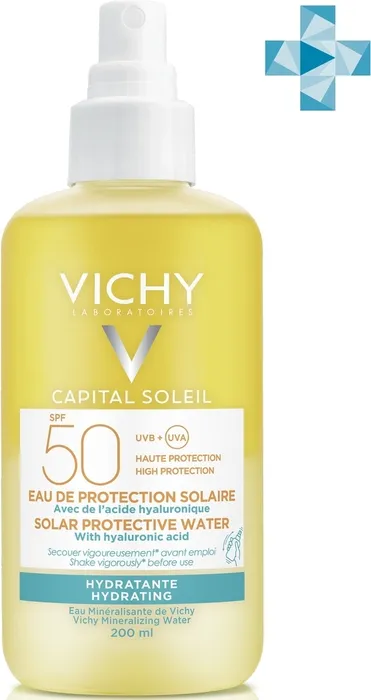 VICHY
LABORATOIRES
CAPITAL SOLEIL
SPF
50
UVB + UVA
HAUTE PROTECTION
HIGH PROTECTION
EAU DE PROTECTION SOLAIRE
Avec de l'acide hyaluronique
SOLAR PROTECTIVE WATER
With hyaluronic acid
Secouer vigoureusement* avant emploi
Shake vigorously* before use
HYDRATANTE
HYDRATING
Eau Minéralisante de Vichy
Vichy Mineralizing Water
200 ml